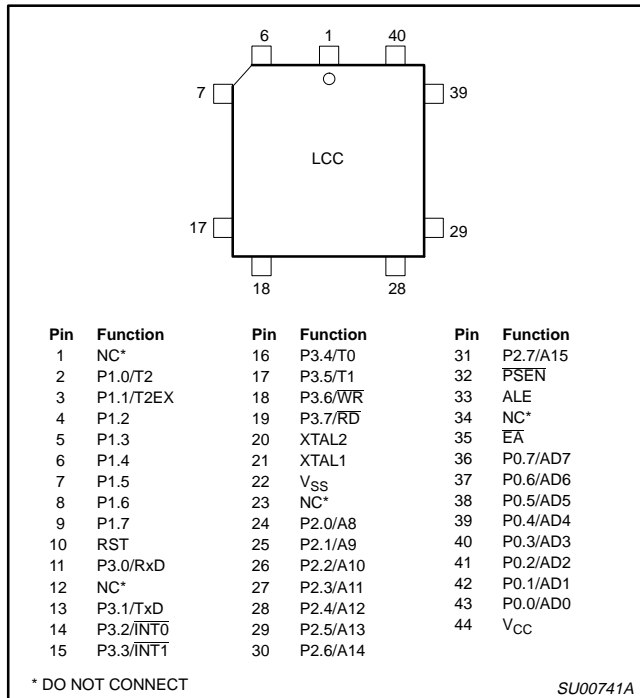 6 1 40
7 39
LCC
17 29
18 28
Pin Function Pin Function Pin Function
1 NC* 16 P3.4/T0 31 P2.7/A15
2 P1.0/T2 17 P3.5/T1 32 P̅S̅E̅N̅
3 P1.1/T2EX 18 P3.6/W̅R̅ 33 ALE
4 P1.2 19 P3.7/R̅D̅ 34 NC*
5 P1.3 20 XTAL2 35 E̅A̅
6 P1.4 21 XTAL1 36 P0.7/AD7
7 P1.5 22 VSS 37 P0.6/AD6
8 P1.6 23 NC* 38 P0.5/AD5
9 P1.7 24 P2.0/A8 39 P0.4/AD4
10 RST 25 P2.1/A9 40 P0.3/AD3
11 P3.0/RxD 26 P2.2/A10 41 P0.2/AD2
12 NC* 27 P2.3/A11 42 P0.1/AD1
13 P3.1/TxD 28 P2.4/A12 43 P0.0/AD0
14 P3.2/I̅N̅T̅0̅ 29 P2.5/A13 44 VCC
15 P3.3/I̅N̅T̅1̅ 30 P2.6/A14
* DO NOT CONNECT SU00741A